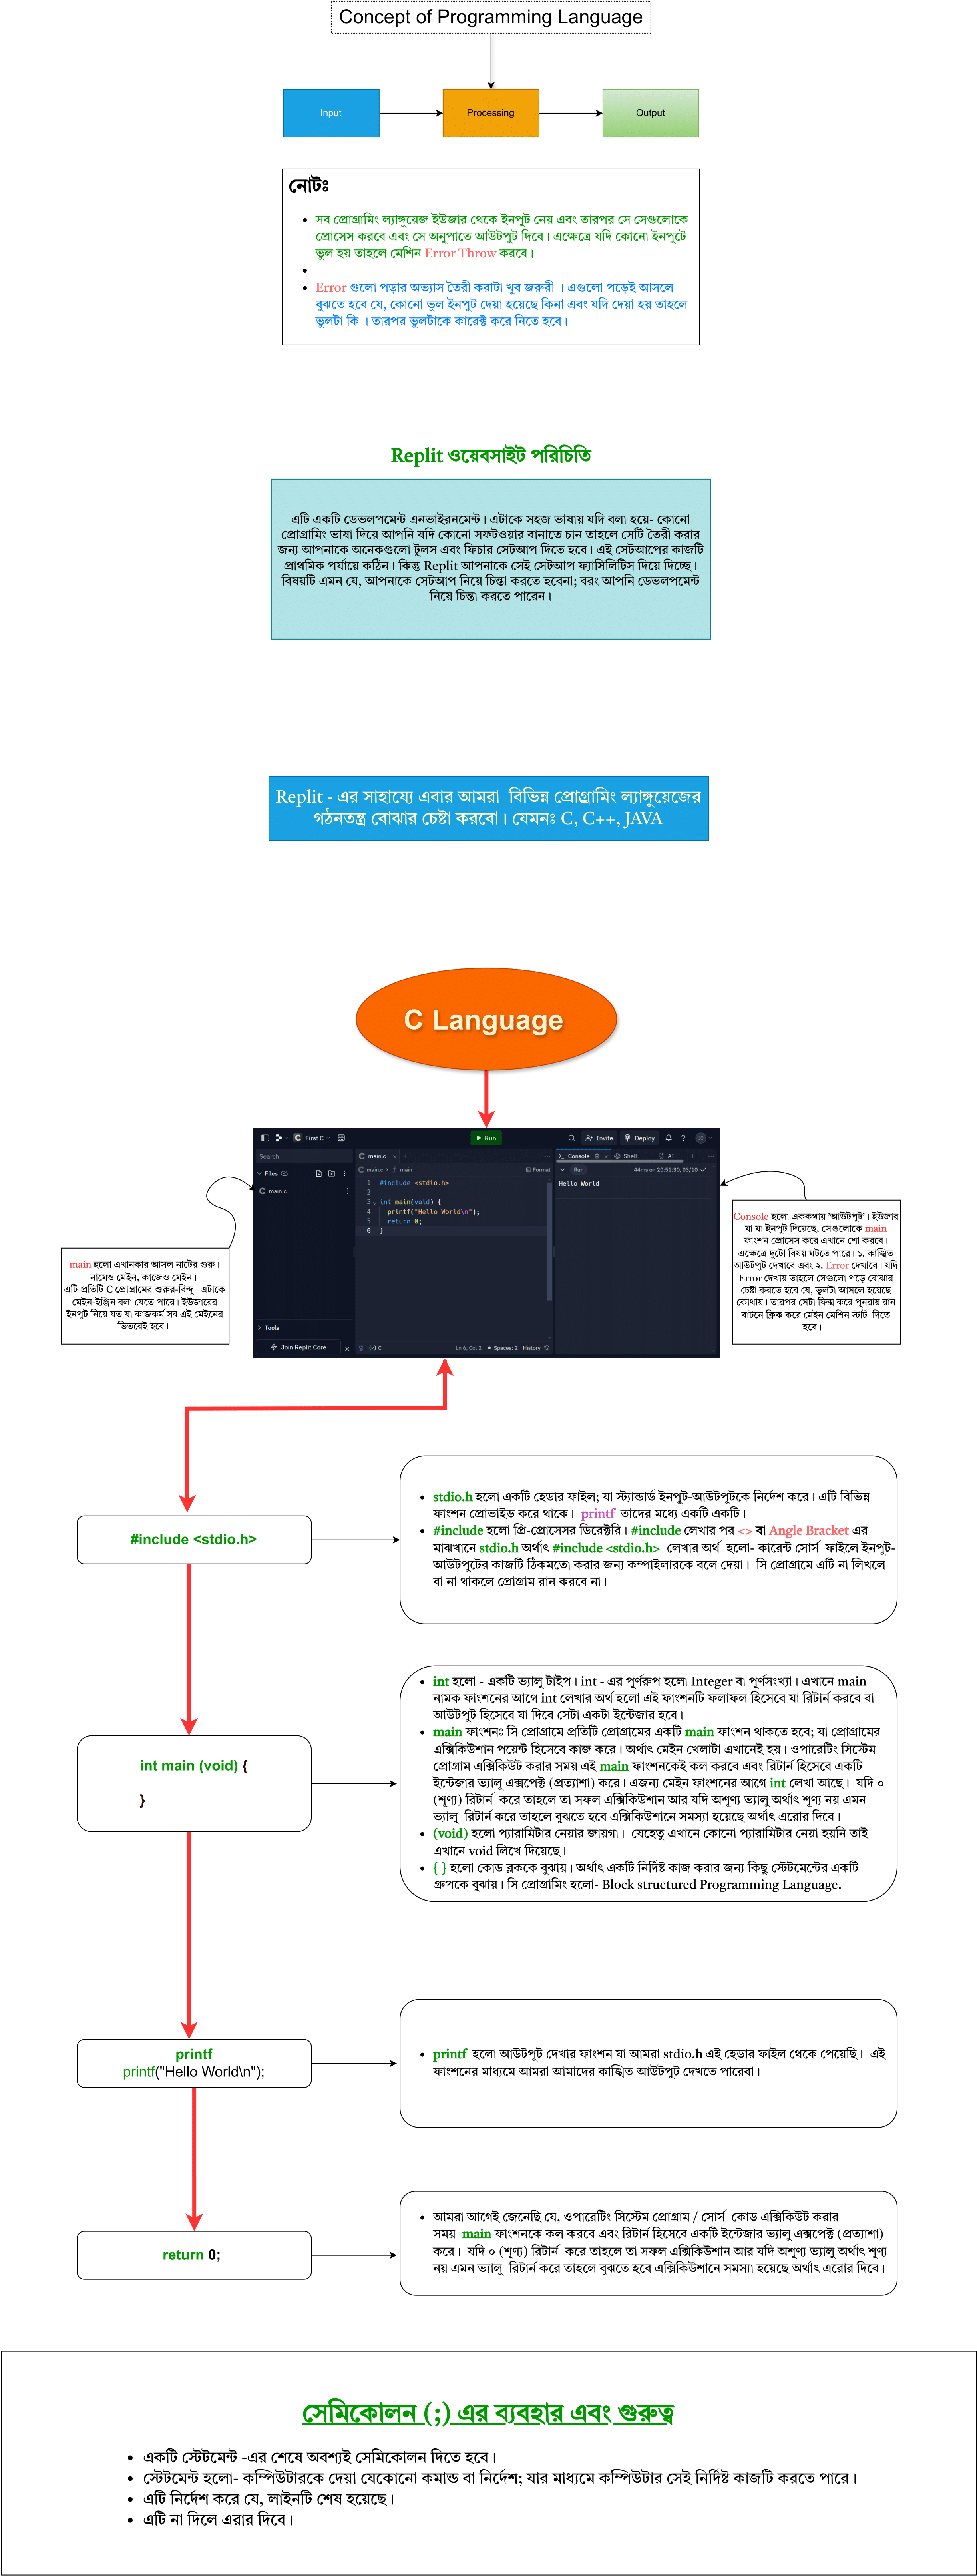 Concept of Programming Language
Input
Processing
Output
নোটঃ
সব প্রোগ্রামিং ল্যাঙ্গুয়েজ ইউজার থেকে ইনপুট নেয় এবং তারপর সে সেগুলোকে
প্রোসেস করবে এবং সে অনুপাতে আউটপুট দিবে। এক্ষেত্রে যদি কোনো ইনপুটে
ভুল হয় তাহলে মেশিন Error Throw করবে।
Error গুলো পড়ার অভ্যাস তৈরী করাটা খুব জরুরী । এগুলো পড়েই আসলে
বুঝতে হবে যে, কোনো ভুল ইনপুট দেয়া হয়েছে কিনা এবং যদি দেয়া হয় তাহলে
ভুলটা কি । তারপর ভুলটাকে কারেক্ট করে নিতে হবে।
Replit ওয়েবসাইট পরিচিতি
এটি একটি ডেভলপমেন্ট এনভাইরনমেন্ট। এটাকে সহজ ভাষায় যদি বলা হয়ে- কোনো
প্রোগ্রামিং ভাষা দিয়ে আপনি যদি কোনো সফটওয়ার বানাতে চান তাহলে সেটি তৈরী করার
জন্য আপনাকে অনেকগুলো টুলস এবং ফিচার সেটআপ দিতে হবে। এই সেটআপের কাজটি
প্রাথমিক পর্যায়ে কঠিন। কিন্তু Replit আপনাকে সেই সেটআপ ফ্যাসিলিটিস দিয়ে দিচ্ছে।
বিষয়টি এমন যে, আপনাকে সেটআপ নিয়ে চিন্তা করতে হবেনা; বরং আপনি ডেভলপমেন্ট
নিয়ে চিন্তা করতে পারেন।
Replit - এর সাহায্যে এবার আমরা বিভিন্ন প্রোগ্রামিং ল্যাঙ্গুয়েজের
গঠনতন্ত্র বোঝার চেষ্টা করবো। যেমনঃ C, C++, JAVA
C Language
First C
Run
Invite
Deploy
Search
main.c
Console
Shell
AI
Files
main.c > main
Format
Run
44ms on 20:51:30, 03/10
main.c
Hello World
1 #include <stdio.h>
2
3 int main(void) {
4 printf("Hello World\n");
5 return 0;
6 }
Tools
Join Replit Core
C
Ln 6, Col 2
Spaces: 2
History
main হলো এখানকার আসল নাটের গুরু।
নামেও মেইন, কাজেও মেইন।
এটি প্রতিটি C প্রোগ্রামের শুরুর-বিন্দু। এটাকে
মেইন-ইঞ্জিন বলা যেতে পারে। ইউজারের
ইনপুট নিয়ে যত যা কাজকর্ম সব এই মেইনের
ভিতরেই হবে।
Console হলো এককথায় 'আউটপুট'। ইউজার
যা যা ইনপুট দিয়েছে, সেগুলোকে main
ফাংশন প্রোসেস করে এখানে শো করবে।
এক্ষেত্রে দুটো বিষয় ঘটতে পারে। ১. কাঙ্খিত
আউটপুট দেখাবে এবং ২. Error দেখাবে। যদি
Error দেখায় তাহলে সেগুলো পড়ে বোঝার
চেষ্টা করতে হবে যে, ভুলটা আসলে হয়েছে
কোথায়। তারপর সেটা ফিক্স করে পুনরায় রান
বাটনে ক্লিক করে মেইন মেশিন স্টার্ট দিতে
হবে।
#include <stdio.h>
stdio.h হলো একটি হেডার ফাইল; যা স্ট্যান্ডার্ড ইনপুট-আউটপুটকে নির্দেশ করে। এটি বিভিন্ন
ফাংশন প্রোভাইড করে থাকে। printf তাদের মধ্যে একটি একটি।
#include হলো প্রি-প্রোসেসর ডিরেক্টরি। #include লেখার পর <> বা Angle Bracket এর
মাঝখানে stdio.h অর্থাৎ #include <stdio.h> লেখার অর্থ হলো- কারেন্ট সোর্স ফাইলে ইনপুট-
আউটপুটের কাজটি ঠিকমতো করার জন্য কম্পাইলারকে বলে দেয়া। সি প্রোগ্রামে এটি না লিখলে
বা না থাকলে প্রোগ্রাম রান করবে না।
int main (void) {
}
int হলো - একটি ভ্যালু টাইপ। int - এর পূর্ণরুপ হলো Integer বা পূর্ণসংখ্যা। এখানে main
নামক ফাংশনের আগে int লেখার অর্থ হলো এই ফাংশনটি ফলাফল হিসেবে যা রিটার্ন করবে বা
আউটপুট হিসেবে যা দিবে সেটা একটা ইন্টেজার হবে।
main ফাংশনঃ সি প্রোগ্রামে প্রতিটি প্রোগ্রামের একটি main ফাংশন থাকতে হবে; যা প্রোগ্রামের
এক্সিকিউশান পয়েন্ট হিসেবে কাজ করে। অর্থাৎ মেইন খেলাটা এখানেই হয়। ওপারেটিং সিস্টেম
প্রোগ্রাম এক্সিকিউট করার সময় এই main ফাংশনকেই কল করবে এবং রিটার্ন হিসেবে একটি
ইন্টেজার ভ্যালু এক্সপেক্ট (প্রত্যাশা) করে। এজন্য মেইন ফাংশনের আগে int লেখা আছে। যদি ০
(শূণ্য) রিটার্ন করে তাহলে তা সফল এক্সিকিউশান আর যদি অশূণ্য ভ্যালু অর্থাৎ শূণ্য নয় এমন
ভ্যালু রিটার্ন করে তাহলে বুঝতে হবে এক্সিকিউশানে সমস্যা হয়েছে অর্থাৎ এরোর দিবে।
(void) হলো প্যারামিটার নেয়ার জায়গা। যেহেতু এখানে কোনো প্যারামিটার নেয়া হয়নি তাই
এখানে void লিখে দিয়েছে।
{ } হলো কোড ব্লককে বুঝায়। অর্থাৎ একটি নির্দিষ্ট কাজ করার জন্য কিছু স্টেটমেন্টের একটি
গ্রুপকে বুঝায়। সি প্রোগ্রামিং হলো- Block structured Programming Language.
printf
printf("Hello World\n");
printf হলো আউটপুট দেখার ফাংশন যা আমরা stdio.h এই হেডার ফাইল থেকে পেয়েছি। এই
ফাংশনের মাধ্যমে আমরা আমাদের কাঙ্খিত আউটপুট দেখতে পারেবা।
return 0;
আমরা আগেই জেনেছি যে, ওপারেটিং সিস্টেম প্রোগ্রাম / সোর্স কোড এক্সিকিউট করার
সময় main ফাংশনকে কল করবে এবং রিটার্ন হিসেবে একটি ইন্টেজার ভ্যালু এক্সপেক্ট (প্রত্যাশা)
করে। যদি ০ (শূণ্য) রিটার্ন করে তাহলে তা সফল এক্সিকিউশান আর যদি অশূণ্য ভ্যালু অর্থাৎ শূণ্য
নয় এমন ভ্যালু রিটার্ন করে তাহলে বুঝতে হবে এক্সিকিউশানে সমস্যা হয়েছে অর্থাৎ এরোর দিবে।
সেমিকোলন (;) এর ব্যবহার এবং গুরুত্ব
একটি স্টেটমেন্ট -এর শেষে অবশ্যই সেমিকোলন দিতে হবে।
স্টেটমেন্ট হলো- কম্পিউটারকে দেয়া যেকোনো কমান্ড বা নির্দেশ; যার মাধ্যমে কম্পিউটার সেই নির্দিষ্ট কাজটি করতে পারে।
এটি নির্দেশ করে যে, লাইনটি শেষ হয়েছে।
এটি না দিলে এরার দিবে।